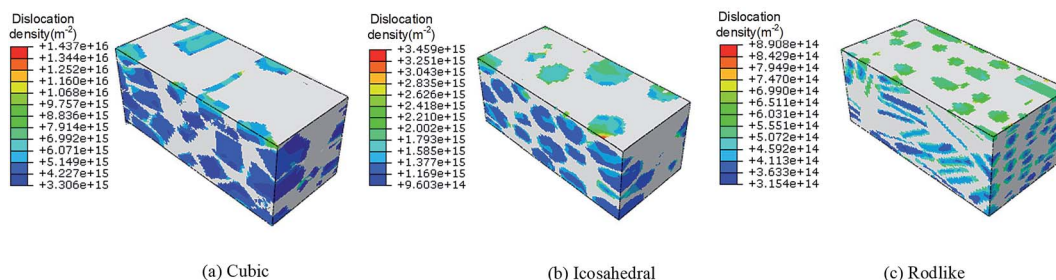 Dislocation
density(m⁻²)
+1.437e+16
+1.344e+16
+1.252e+16
+1.160e+16
+1.068e+16
+9.757e+15
+8.836e+15
+7.914e+15
+6.992e+15
+6.071e+15
+5.149e+15
+4.227e+15
+3.306e+15
(a) Cubic
Dislocation
density(m⁻²)
+3.459e+15
+3.251e+15
+3.043e+15
+2.835e+15
+2.626e+15
+2.418e+15
+2.210e+15
+2.002e+15
+1.793e+15
+1.585e+15
+1.377e+15
+1.169e+15
+9.603e+14
(b) Icosahedral
Dislocation
density(m⁻²)
+8.908e+14
+8.429e+14
+7.949e+14
+7.470e+14
+6.990e+14
+6.511e+14
+6.031e+14
+5.551e+14
+5.072e+14
+4.592e+14
+4.113e+14
+3.633e+14
+3.154e+14
(c) Rodlike